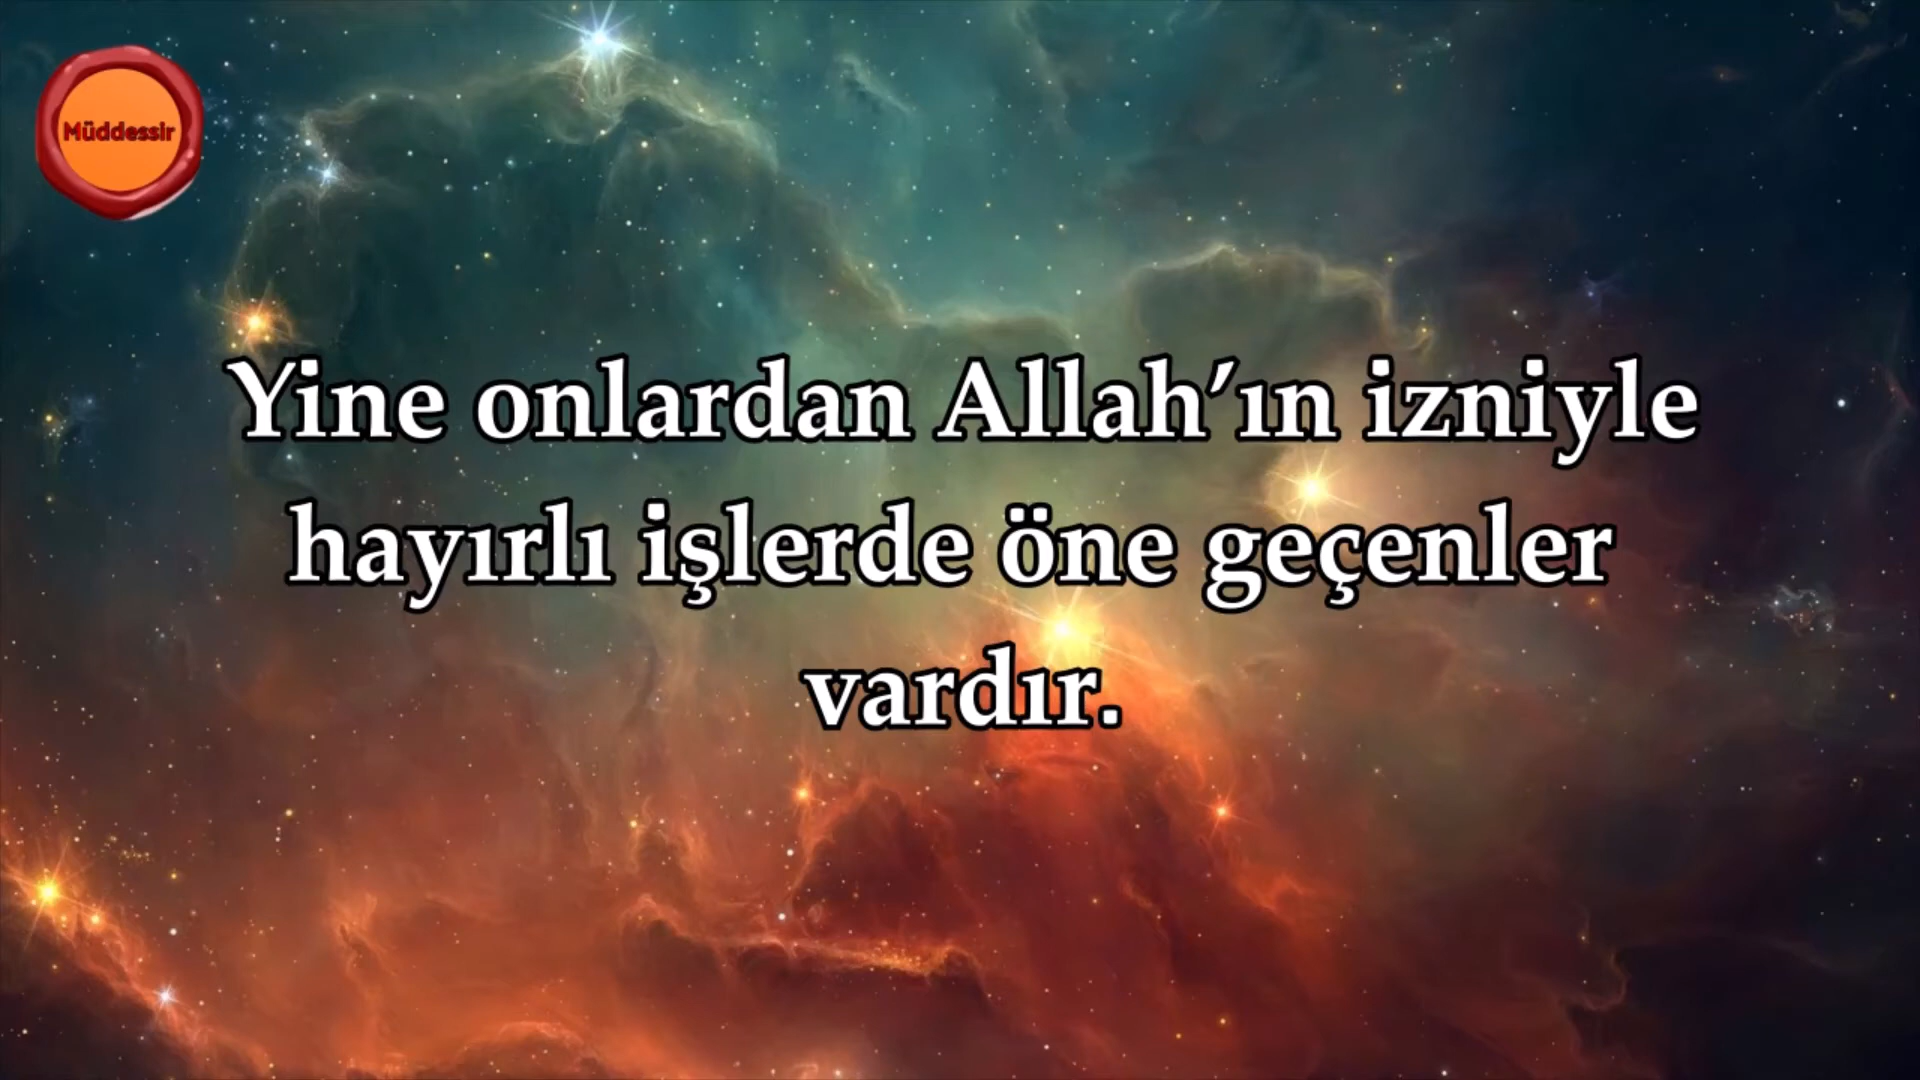 Müddessir
Yine onlardan Allah’ın izniyle
hayırlı işlerde öne geçenler
vardır.